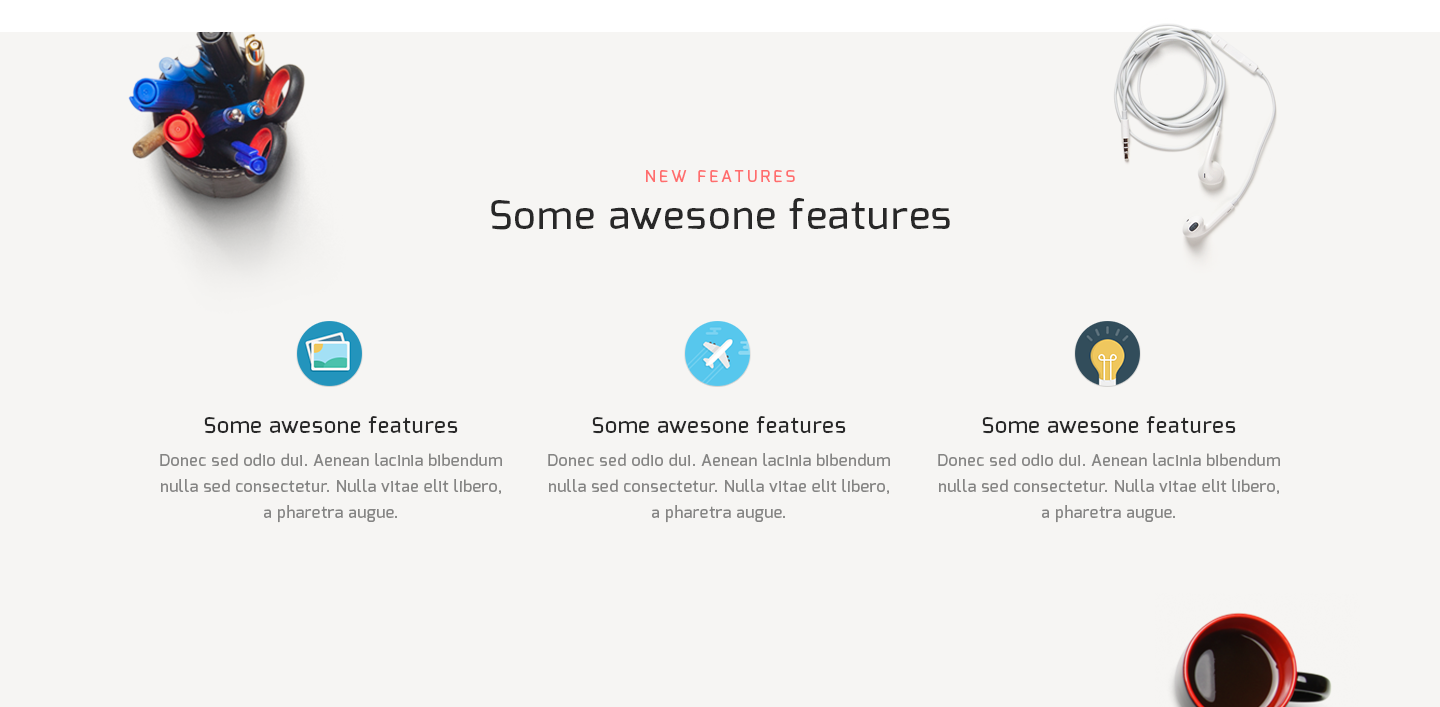 NEW FEATURES
Some awesone features
Some awesone features
Donec sed odio dui. Aenean lacinia bibendum
nulla sed consectetur. Nulla vitae elit libero,
a pharetra augue.
Some awesone features
Donec sed odio dui. Aenean lacinia bibendum
nulla sed consectetur. Nulla vitae elit libero,
a pharetra augue.
Some awesone features
Donec sed odio dui. Aenean lacinia bibendum
nulla sed consectetur. Nulla vitae elit libero,
a pharetra augue.